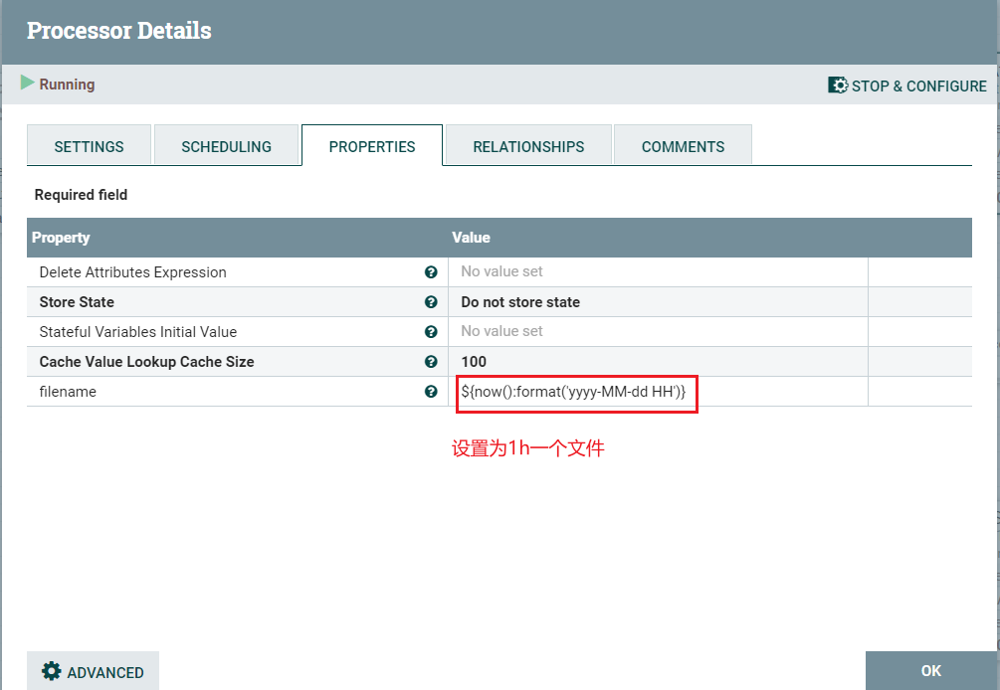 Processor Details
Running
STOP & CONFIGURE
SETTINGS
SCHEDULING
PROPERTIES
RELATIONSHIPS
COMMENTS
Required field
Property Value
Delete Attributes Expression No value set
Store State Do not store state
Stateful Variables Initial Value No value set
Cache Value Lookup Cache Size 100
filename ${now():format('yyyy-MM-dd HH')}
设置为1h一个文件
ADVANCED
OK